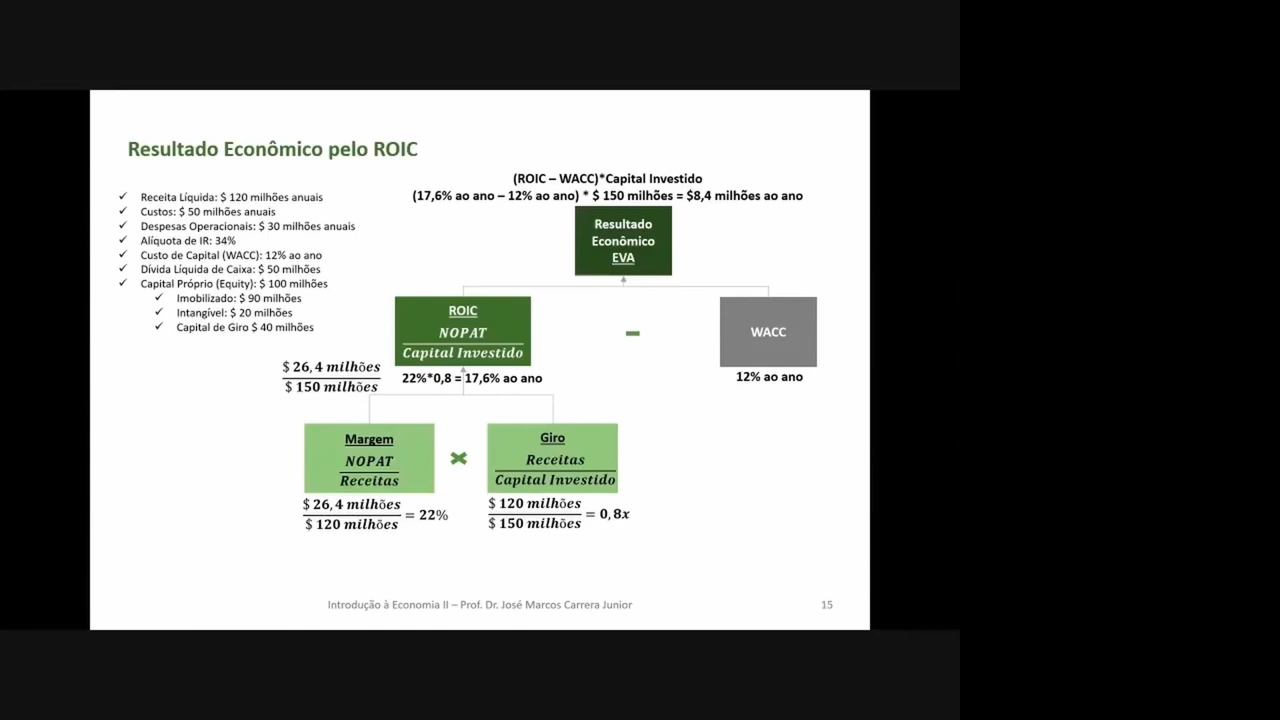 Resultado Econômico pelo ROIC
(ROIC – WACC)*Capital Investido
(17,6% ao ano – 12% ao ano) * $ 150 milhões = $8,4 milhões ao ano
✓ Receita Líquida: $ 120 milhões anuais
✓ Custos: $ 50 milhões anuais
✓ Despesas Operacionais: $ 30 milhões anuais
✓ Alíquota de IR: 34%
✓ Custo de Capital (WACC): 12% ao ano
✓ Dívida Líquida de Caixa: $ 50 milhões
✓ Capital Próprio (Equity): $ 100 milhões
✓ Imobilizado: $ 90 milhões
✓ Intangível: $ 20 milhões
✓ Capital de Giro $ 40 milhões
Resultado
Econômico
EVA
ROIC
NOPAT
Capital Investido
–
WACC
$ 26,4 milhões
$ 150 milhões
22%*0,8 = 17,6% ao ano
12% ao ano
Margem
NOPAT
Receitas
×
Giro
Receitas
Capital Investido
$ 26,4 milhões
$ 120 milhões
= 22%
$ 120 milhões
$ 150 milhões
= 0,8x
Introdução à Economia II – Prof. Dr. José Marcos Carrera Junior
15